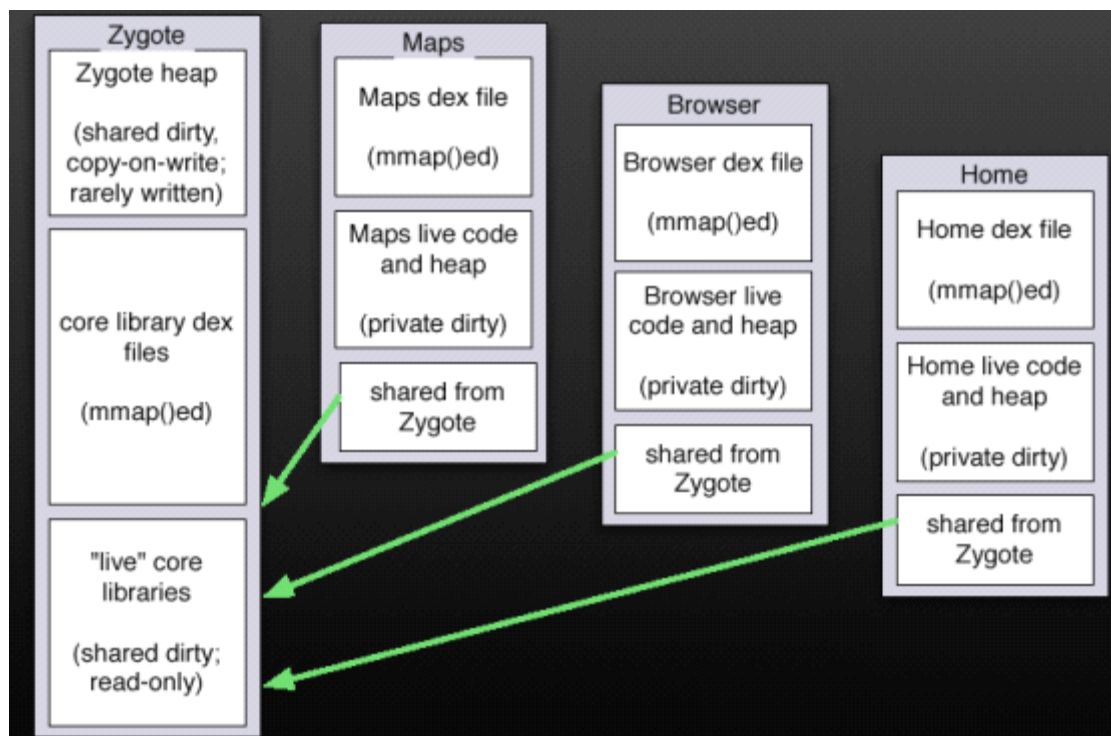 Zygote
Zygote heap
(shared dirty,
copy-on-write;
rarely written)
core library dex
files
(mmap()ed)
"live" core
libraries
(shared dirty;
read-only)
Maps
Maps dex file
(mmap()ed)
Maps live code
and heap
(private dirty)
shared from
Zygote
Browser
Browser dex file
(mmap()ed)
Browser live
code and heap
(private dirty)
shared from
Zygote
Home
Home dex file
(mmap()ed)
Home live code
and heap
(private dirty)
shared from
Zygote